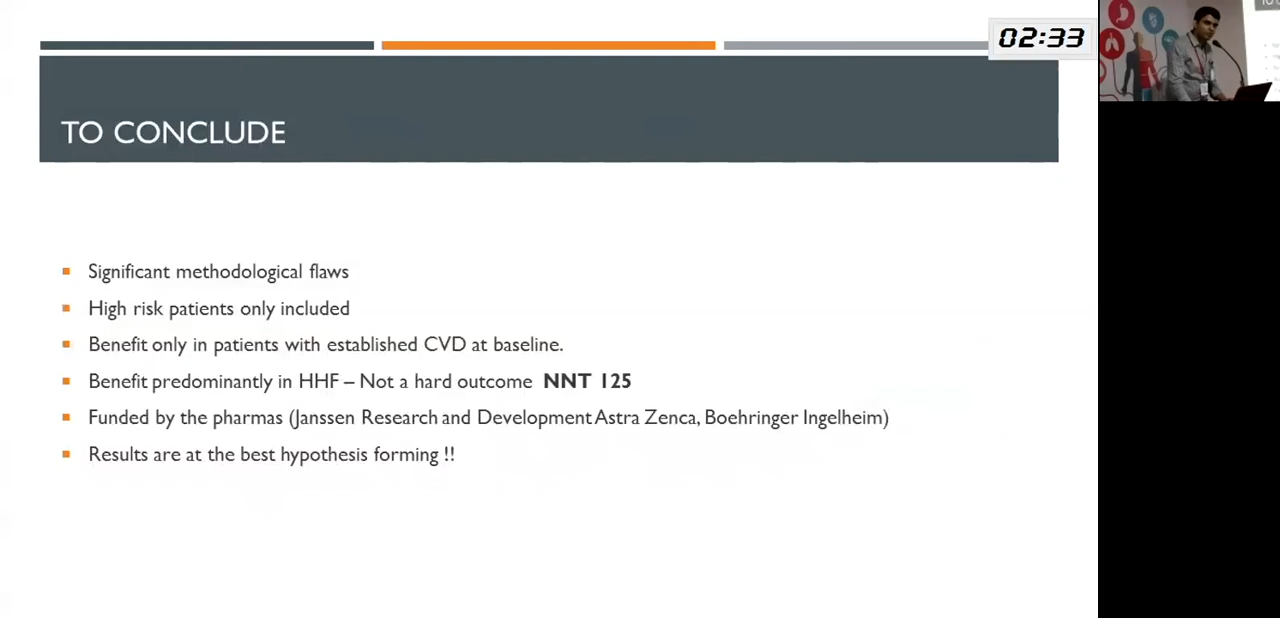 02:33
TO CONCLUDE
Significant methodological flaws
High risk patients only included
Benefit only in patients with established CVD at baseline.
Benefit predominantly in HHF – Not a hard outcome NNT 125
Funded by the pharmas (Janssen Research and Development Astra Zenca, Boehringer Ingelheim)
Results are at the best hypothesis forming !!